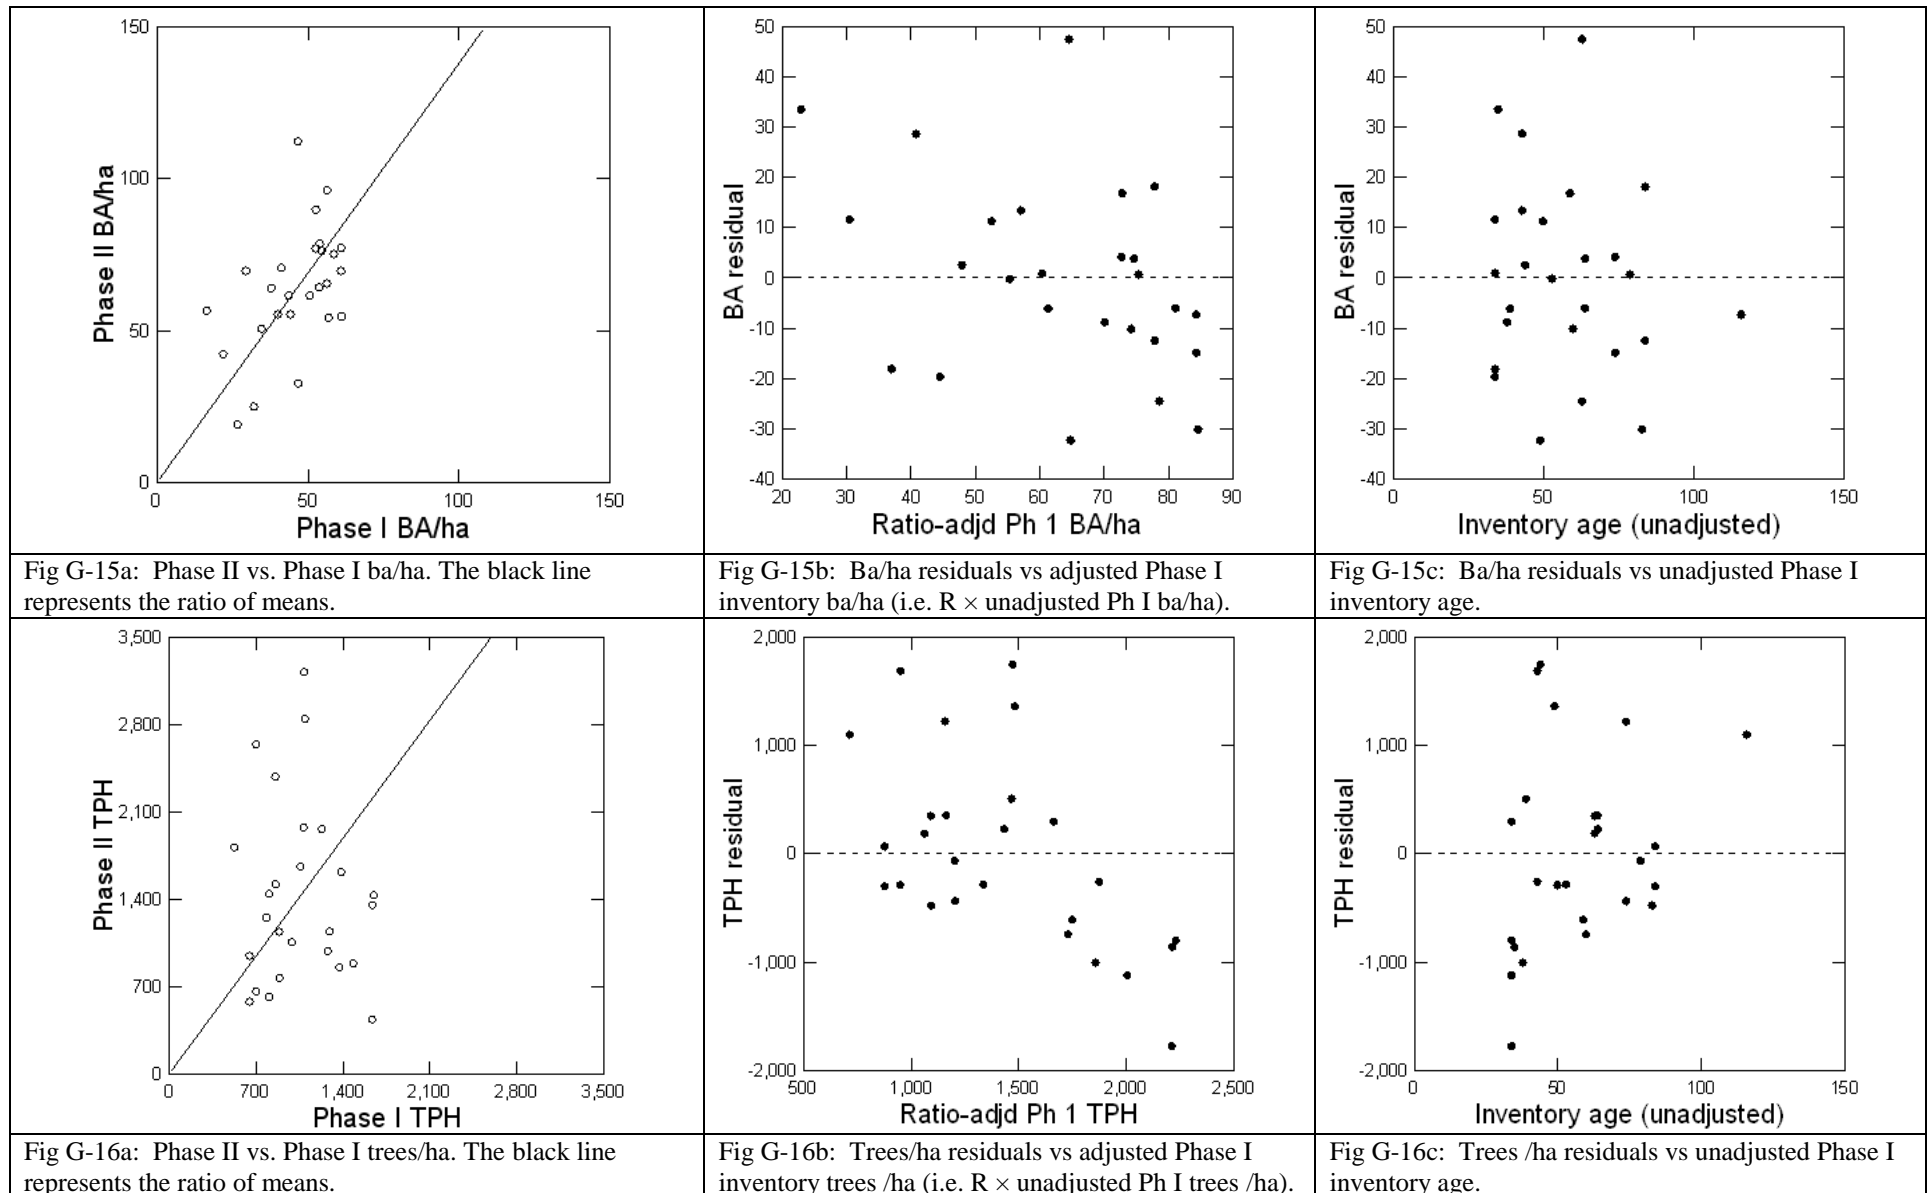 150
100
50
0
0
50
100
150
Phase II BA/ha
Phase I BA/ha
50
40
30
20
10
0
-10
-20
-30
-40
20
30
40
50
60
70
80
90
BA residual
Ratio-adjd Ph 1 BA/ha
50
40
30
20
10
0
-10
-20
-30
-40
0
50
100
150
BA residual
Inventory age (unadjusted)
Fig G-15a: Phase II vs. Phase I ba/ha. The black line
represents the ratio of means.
Fig G-15b: Ba/ha residuals vs adjusted Phase I
inventory ba/ha (i.e. R × unadjusted Ph I ba/ha).
Fig G-15c: Ba/ha residuals vs unadjusted Phase I
inventory age.
3,500
2,800
2,100
1,400
700
0
0
700
1,400
2,100
2,800
3,500
Phase II TPH
Phase I TPH
2,000
1,000
0
-1,000
-2,000
500
1,000
1,500
2,000
2,500
TPH residual
Ratio-adjd Ph 1 TPH
2,000
1,000
0
-1,000
-2,000
0
50
100
150
TPH residual
Inventory age (unadjusted)
Fig G-16a: Phase II vs. Phase I trees/ha. The black line
represents the ratio of means.
Fig G-16b: Trees/ha residuals vs adjusted Phase I
inventory trees /ha (i.e. R × unadjusted Ph I trees /ha).
Fig G-16c: Trees /ha residuals vs unadjusted Phase I
inventory age.